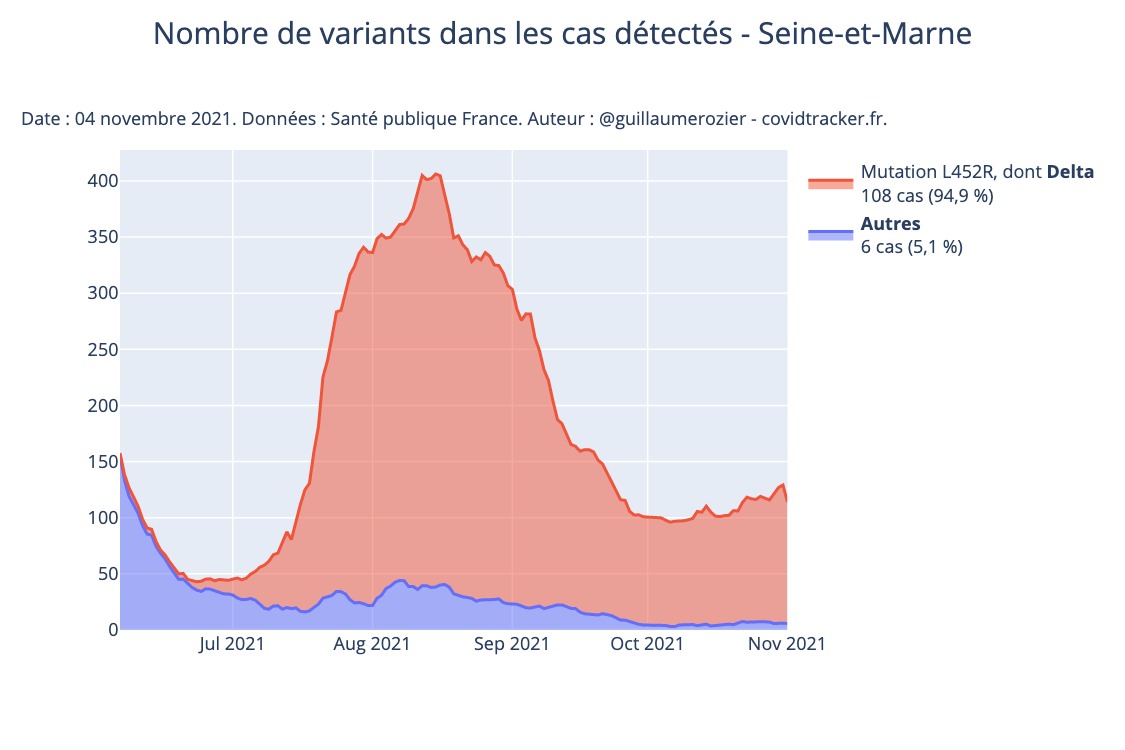 Nombre de variants dans les cas détectés - Seine-et-Marne
Date : 04 novembre 2021. Données : Santé publique France. Auteur : @guillaumerozier - covidtracker.fr.
Mutation L452R, dont Delta
108 cas (94,9 %)
Autres
6 cas (5,1 %)
400
350
300
250
200
150
100
50
0
Jul 2021 Aug 2021 Sep 2021 Oct 2021 Nov 2021